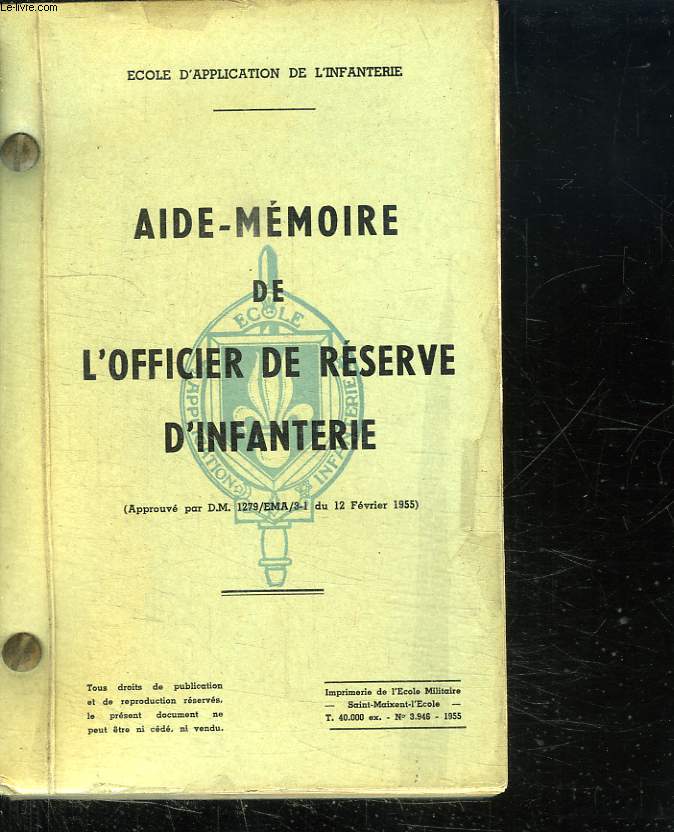 Le-livre.com
ECOLE D'APPLICATION DE L'INFANTERIE
AIDE-MÉMOIRE
DE
L'OFFICIER DE RÉSERVE
D'INFANTERIE
ECOLE
APPLICATION
INFANTERIE
(Approuvé par D.M. 1279/EMA/3-1 du 12 Février 1955)
Tous droits de publication
et de reproduction réservés,
le présent document ne
peut être ni cédé, ni vendu.
Imprimerie de l'Ecole Militaire
— Saint-Maixent-l'Ecole —
T. 40.000 ex. - Nº 3.946 - 1955